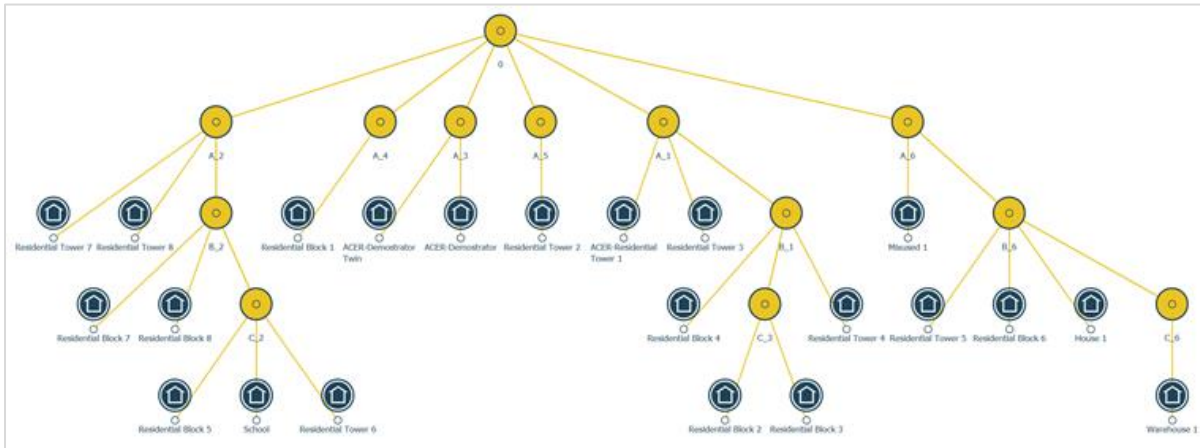 0
A_2
A_4
A_3
A_5
A_1
A_6
Residential Tower 7
Residential Tower 8
B_2
Residential Block 1
ACER-Demostrator
Twin
ACER-Demostrator
Residential Tower 2
ACER-Residential
Tower 1
Residential Tower 3
B_1
Mixused 1
B_6
Residential Block 7
Residential Block 8
C_2
Residential Block 4
C_3
Residential Tower 4
Residential Tower 5
Residential Block 6
House 1
C_6
Residential Block 5
School
Residential Tower 6
Residential Block 2
Residential Block 3
Warehouse 1